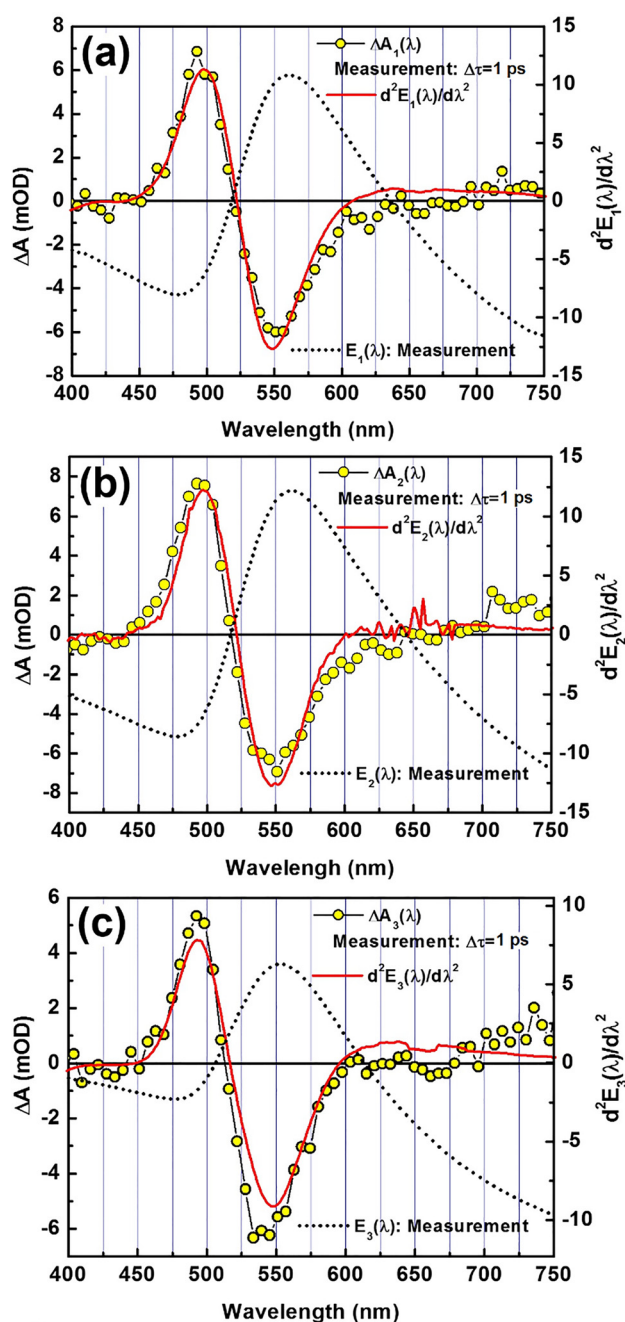 (a)
ΔA₁(λ)
Measurement: Δτ=1 ps
d²E₁(λ)/dλ²
E₁(λ): Measurement
ΔA (mOD)
8
6
4
2
0
-2
-4
-6
-8
d²E₁(λ)/dλ²
15
10
5
0
-5
-10
-15
400 450 500 550 600 650 700 750
Wavelength (nm)
(b)
ΔA₂(λ)
Measurement: Δτ=1 ps
d²E₂(λ)/dλ²
E₂(λ): Measurement
ΔA (mOD)
8
6
4
2
0
-2
-4
-6
-8
d²E₂(λ)/dλ²
15
10
5
0
-5
-10
-15
400 450 500 550 600 650 700 750
Wavelength (nm)
(c)
ΔA₃(λ)
Measurement: Δτ=1 ps
d²E₃(λ)/dλ²
E₃(λ): Measurement
ΔA (mOD)
6
4
2
0
-2
-4
-6
d²E₃(λ)/dλ²
10
5
0
-5
-10
400 450 500 550 600 650 700 750
Wavelength (nm)